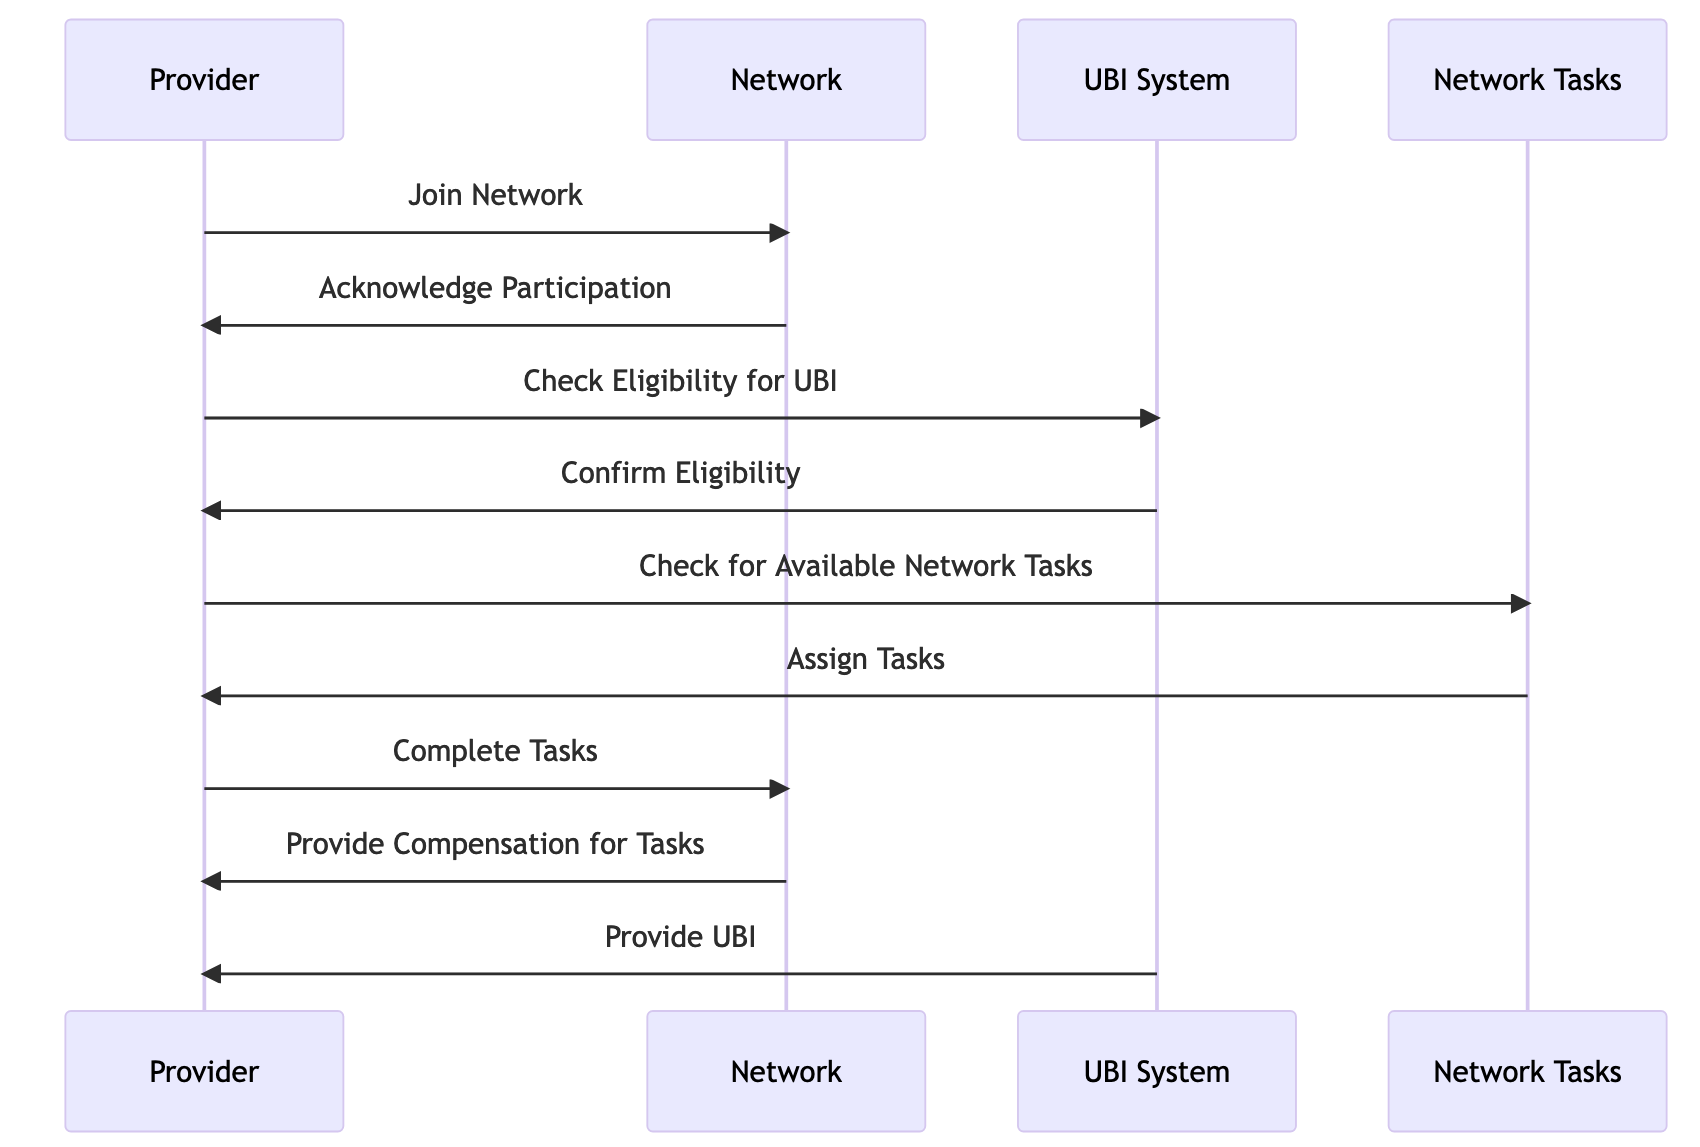 Provider
Network
UBI System
Network Tasks
Join Network
Acknowledge Participation
Check Eligibility for UBI
Confirm Eligibility
Check for Available Network Tasks
Assign Tasks
Complete Tasks
Provide Compensation for Tasks
Provide UBI
Provider
Network
UBI System
Network Tasks